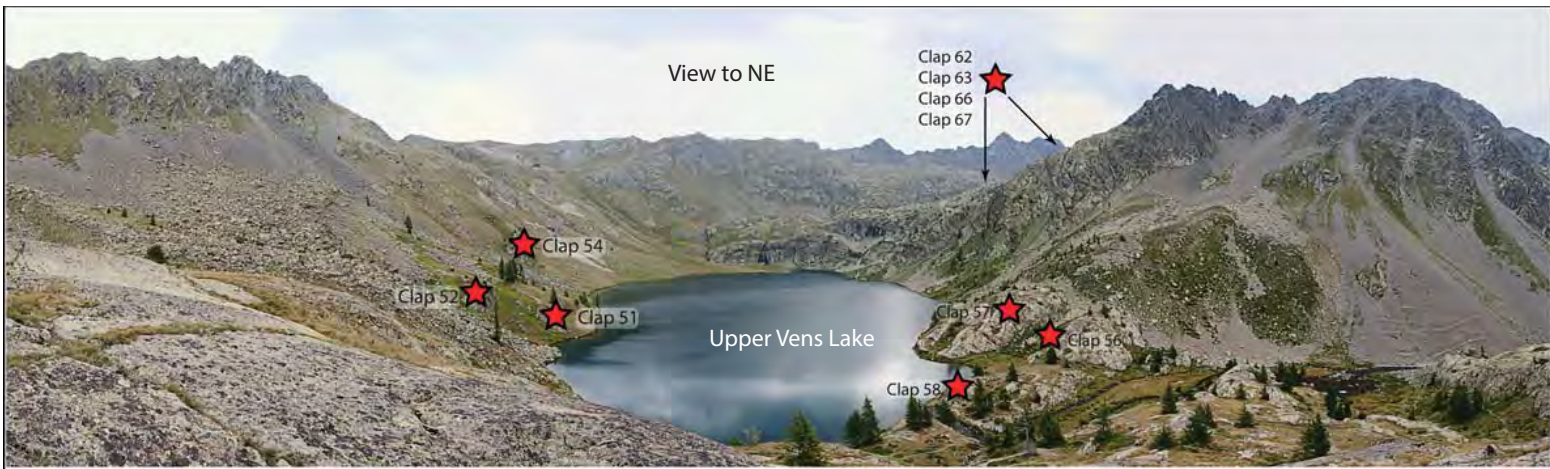 View to NE
Clap 62
Clap 63
Clap 66
Clap 67
Clap 54
Clap 52
Clap 51
Clap 57
Upper Vens Lake
Clap 56
Clap 58